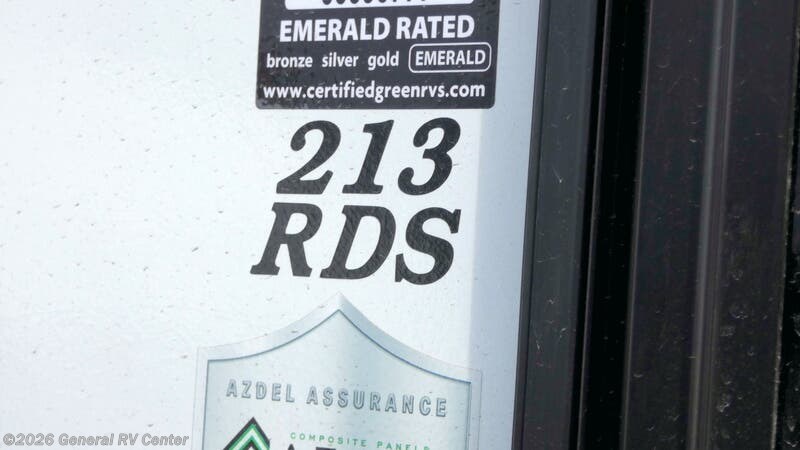 EMERALD RATED
bronze silver gold EMERALD
www.certifiedgreenrvs.com
213
RDS
AZDEL ASSURANCE
COMPOSITE PANELS
©2026 General RV Center